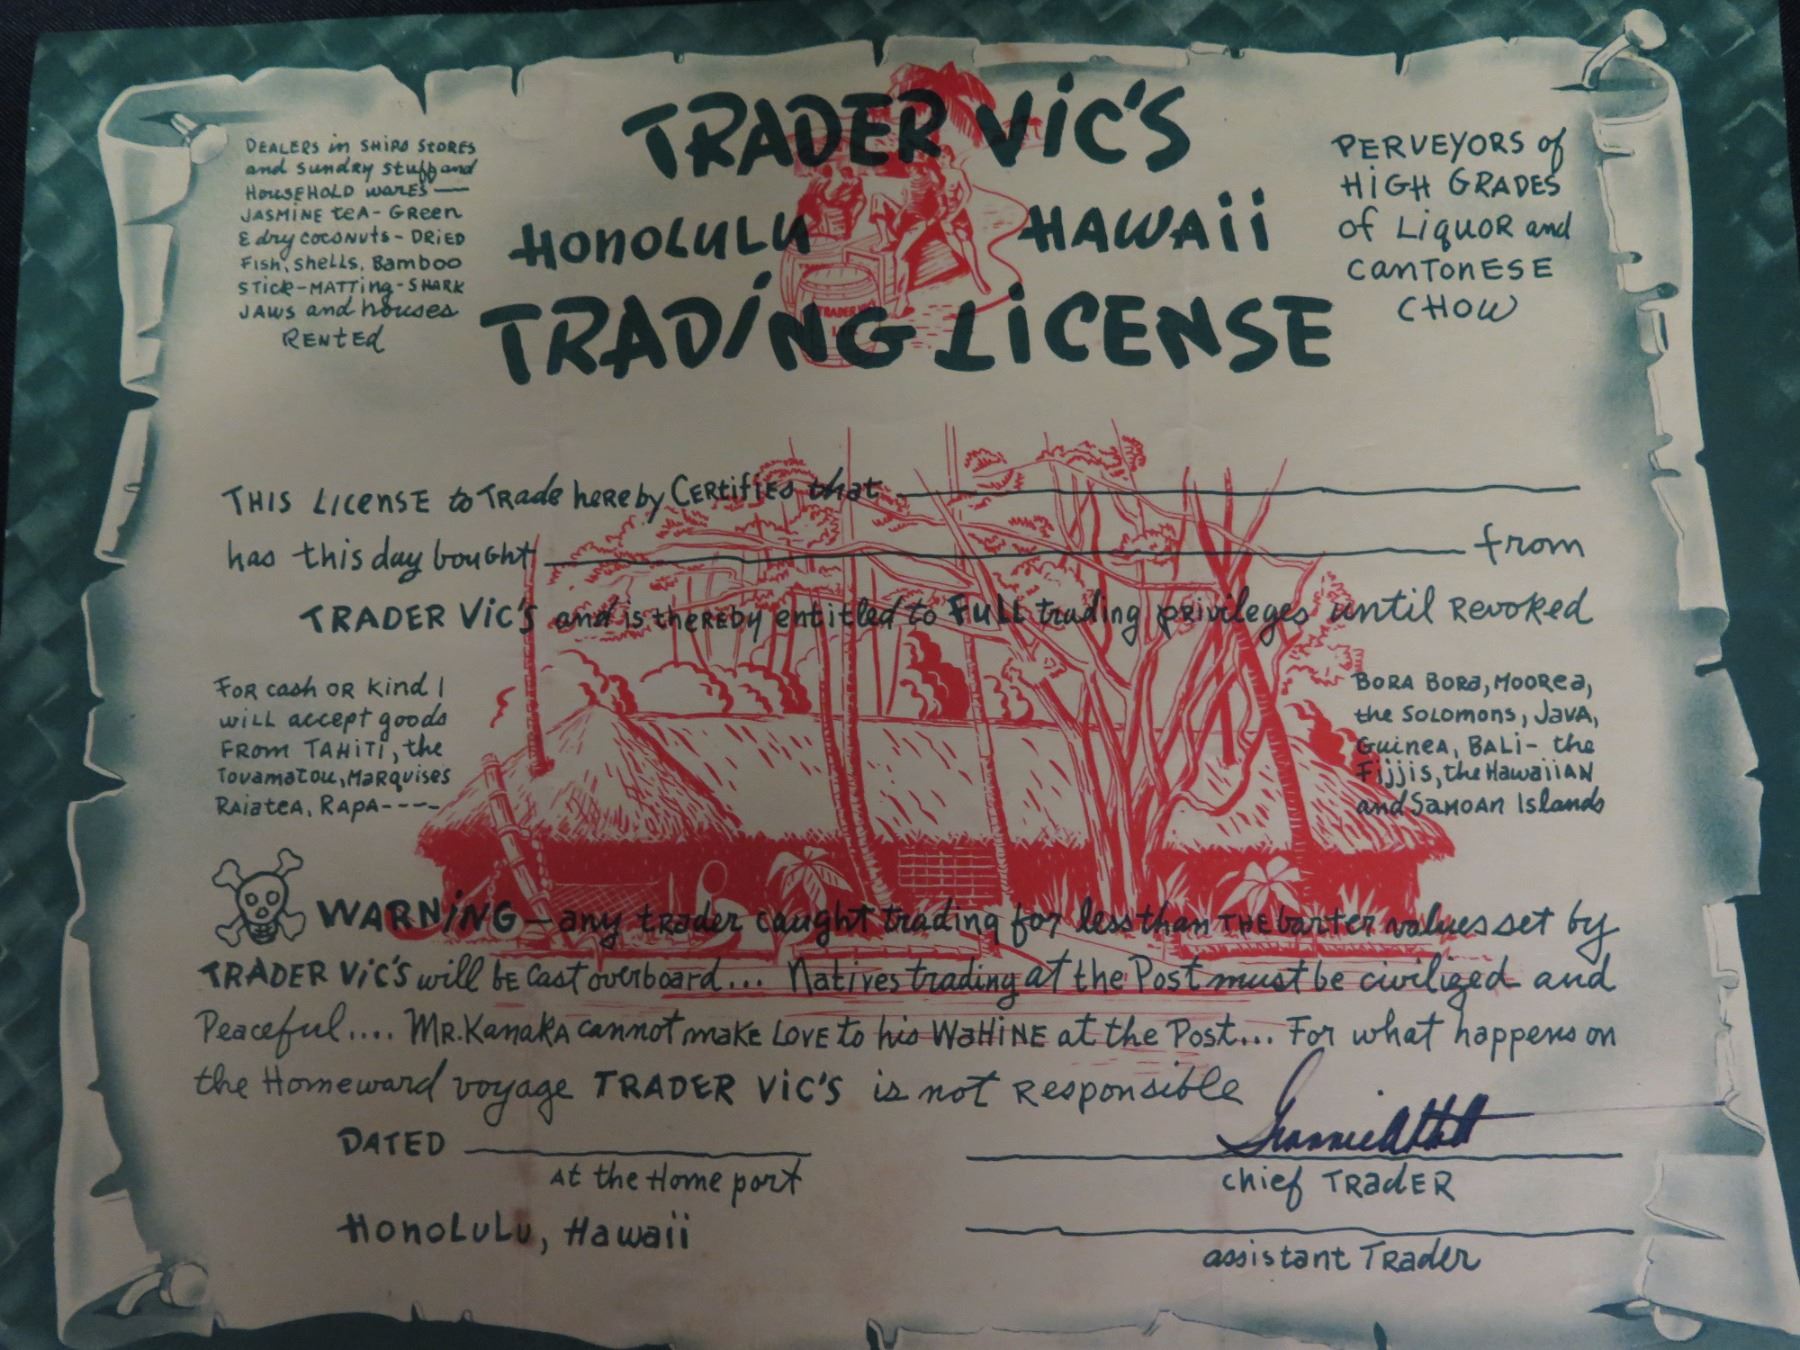 TRADER VIC'S
HONOLULU HAWAII
TRADING LICENSE
DEALERS in SHIPS STORES
and sundry stuff and
HOUSEHOLD WARES —
JASMINE tea - Green
& dry coconuts - DRIED
Fish, shells, Bamboo
STICK - MATTing - SHARK
JAWS and houses
RENTED
PERVEYORS of
HIGH GRADES
of Liquor and
CANTONESE
CHOW
TRADER VIC
THIS LICENSE to TRade hereby CERtifies that
has this day bought from
TRADER VIC'S and is theREBy entitled to FULL trading privileges until REVOKED
FOR cash OR kind I
will accept goods
FROM TAHITI, the
Touamatou, Marquises
Raiatea, Rapa ----
BORA BORA, MOOREA,
the SOLOMONS, JAVA,
Guinea, BALI - the
Fijjis, the HawaiiAN
and SAMOAN Islands
WARNING — any trader caught trading for less than THE barter values set by
TRADER VIC'S will BE cast overboard... Natives trading at the Post must be civilized and
Peaceful.... MR. Kanaka cannot make LOVE to his WAHINE at the Post... For what happens on
the Homeward voyage TRADER VIC'S is not Responsible
DATED
At the Home port
HONOLULU, Hawaii
chief TRADER
assistant Trader